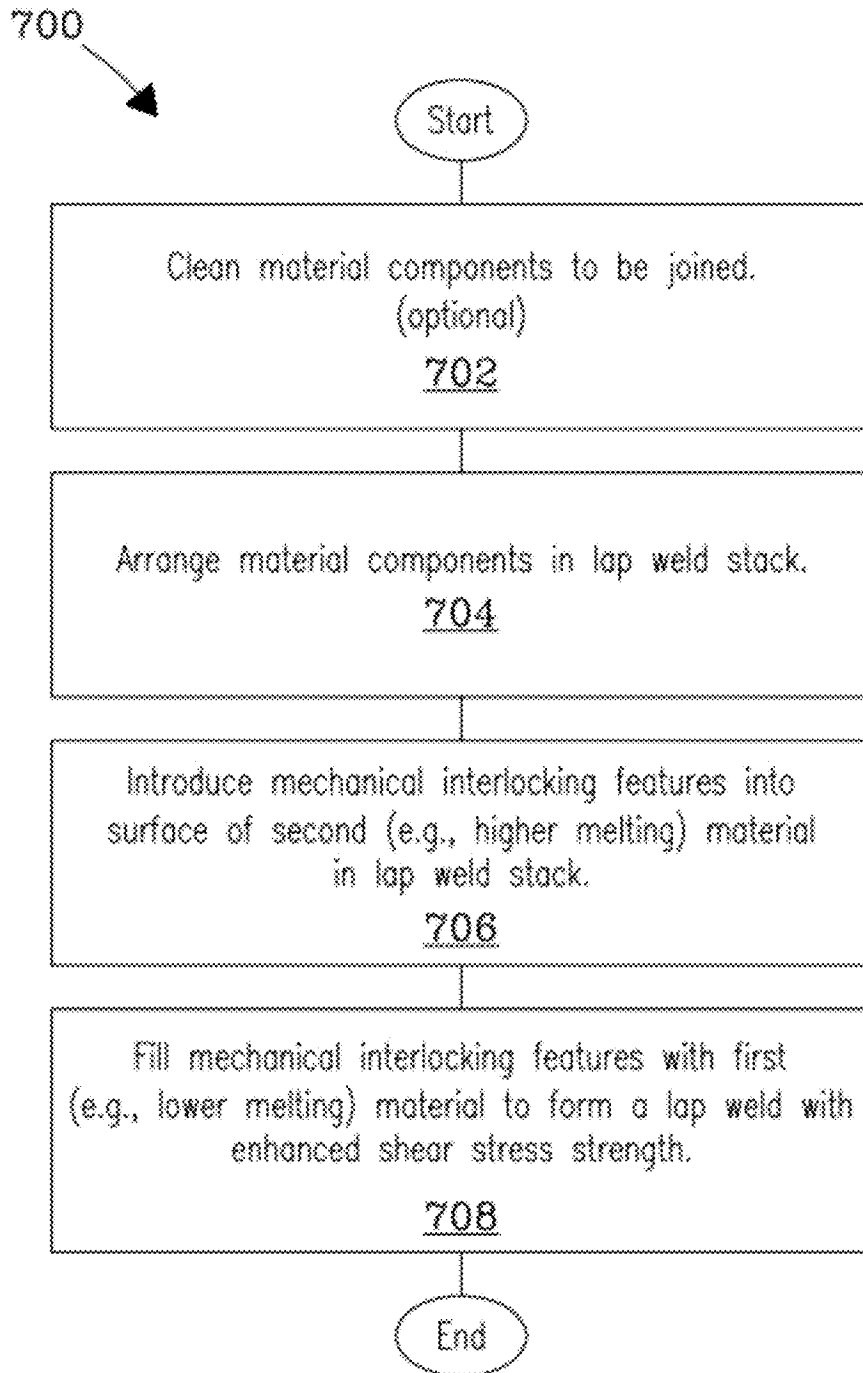 700
Start
Clean material components to be joined.
(optional)
702
Arrange material components in lap weld stack.
704
Introduce mechanical interlocking features into
surface of second (e.g., higher melting) material
in lap weld stack.
706
Fill mechanical interlocking features with first
(e.g., lower melting) material to form a lap weld with
enhanced shear stress strength.
708
End